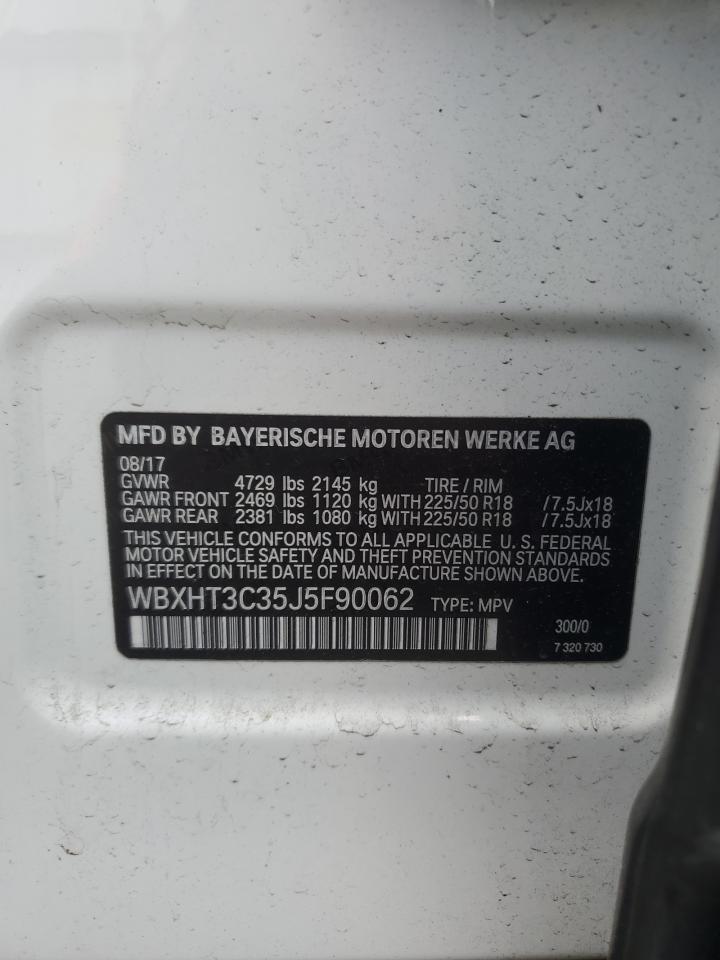 MFD BY BAYERISCHE MOTOREN WERKE AG
08/17
GVWR 4729 lbs 2145 kg TIRE / RIM
GAWR FRONT 2469 lbs 1120 kg WITH 225/50 R18 /7.5Jx18
GAWR REAR 2381 lbs 1080 kg WITH 225/50 R18 /7.5Jx18
THIS VEHICLE CONFORMS TO ALL APPLICABLE U. S. FEDERAL
MOTOR VEHICLE SAFETY AND THEFT PREVENTION STANDARDS
IN EFFECT ON THE DATE OF MANUFACTURE SHOWN ABOVE.
WBXHT3C35J5F90062 TYPE: MPV
300/0
7 320 730